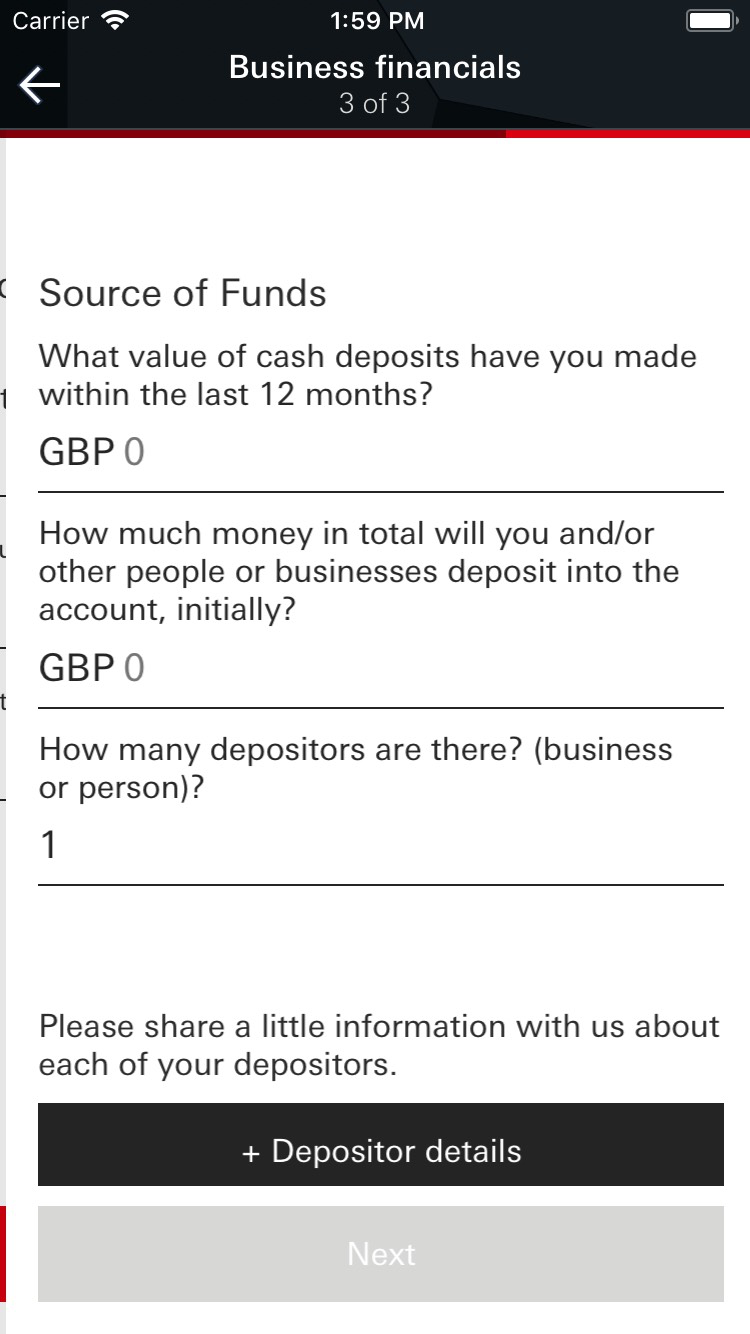 Carrier 1:59 PM
Business financials
3 of 3
Source of Funds
What value of cash deposits have you made
within the last 12 months?
GBP 0
How much money in total will you and/or
other people or businesses deposit into the
account, initially?
GBP 0
How many depositors are there? (business
or person)?
1
Please share a little information with us about
each of your depositors.
+ Depositor details
Next